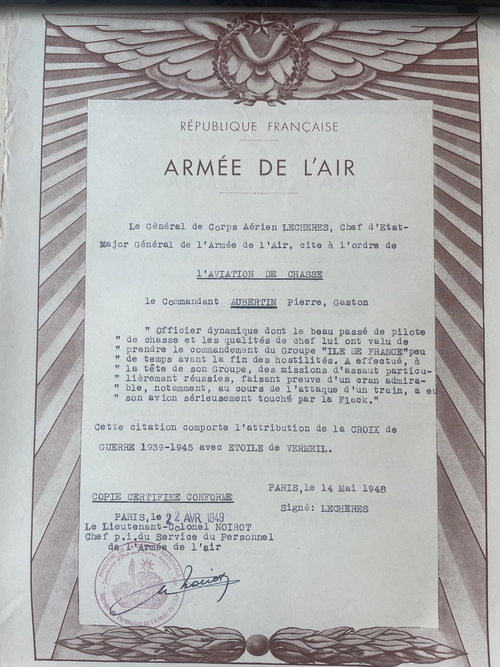 RÉPUBLIQUE FRANÇAISE
ARMÉE DE L'AIR
Le Général de Corps Aérien LECHERES, Chef d'Etat-
Major Général de l'Armée de l'Air, cite à l'ordre de
L'AVIATION DE CHASSE
le Commandant AUBERTIN Pierre, Gaston
" Officier dynamique dont le beau passé de pilote
" de chasse et les qualités de chef lui ont valu de
" prendre le commandement du Groupe "ILE DE FRANCE"peu
" de temps avant la fin des hostilités. A effectué, à
" la tête de son Groupe, des missions d'assaut particu-
" lièrement réussies, faisant preuve d'un cran admira-
" ble, notamment, au cours de l'attaque d'un train, a eu
" son avion sérieusement touché par la Flack."
Cette citation comporte l'attribution de la CROIX de
GUERRE 1939-1945 avec ETOILE de VERMEIL.
PARIS, le 14 Mai 1948
Signé: LECHERES
COPIE CERTIFIEE CONFORME
PARIS, le 22 AVR 1949
Le Lieutenant-Colonel NOIROT
Chef p.i.du Service du Personnel
de l'Armée de l'air
Noirot